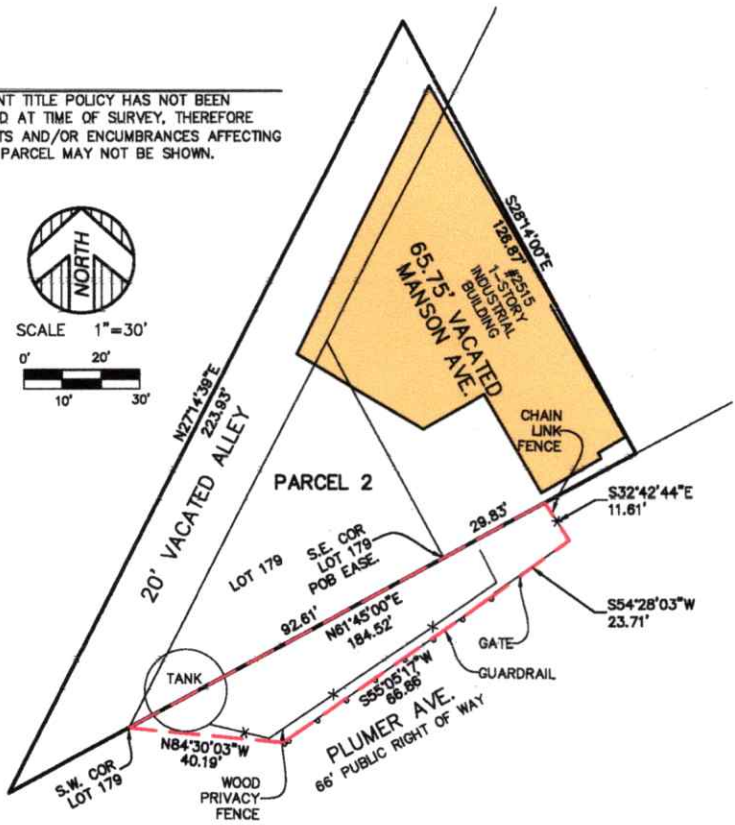 NT TITLE POLICY HAS NOT BEEN
D AT TIME OF SURVEY, THEREFORE
TS AND/OR ENCUMBRANCES AFFECTING
PARCEL MAY NOT BE SHOWN.
NORTH
SCALE 1"=30'
0' 20'
10' 30'
N27°14'39"E
223.93'
20' VACATED ALLEY
S28°14'00"E
126.87'
#2515
1-STORY
INDUSTRIAL
BUILDING
65.75' VACATED
MANSON AVE.
CHAIN
LINK
FENCE
PARCEL 2
S32°42'44"E
11.61'
29.83'
LOT 179
S.E. COR
LOT 179
POB EASE.
92.61'
N61°45'00"E
184.52'
S54°28'03"W
23.71'
GATE
GUARDRAIL
TANK
S55°05'17"W
66.86'
PLUMER AVE.
66' PUBLIC RIGHT OF WAY
N84°30'03"W
40.19'
S.W. COR
LOT 179
WOOD
PRIVACY
FENCE